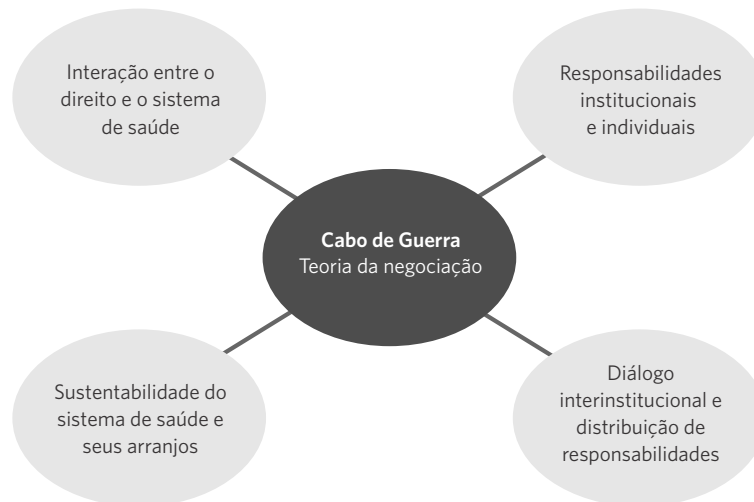 Interação entre o
direito e o sistema
de saúde
Responsabilidades
institucionais
e individuais
Cabo de Guerra
Teoria da negociação
Sustentabilidade do
sistema de saúde e
seus arranjos
Diálogo
interinstitucional e
distribuição de
responsabilidades